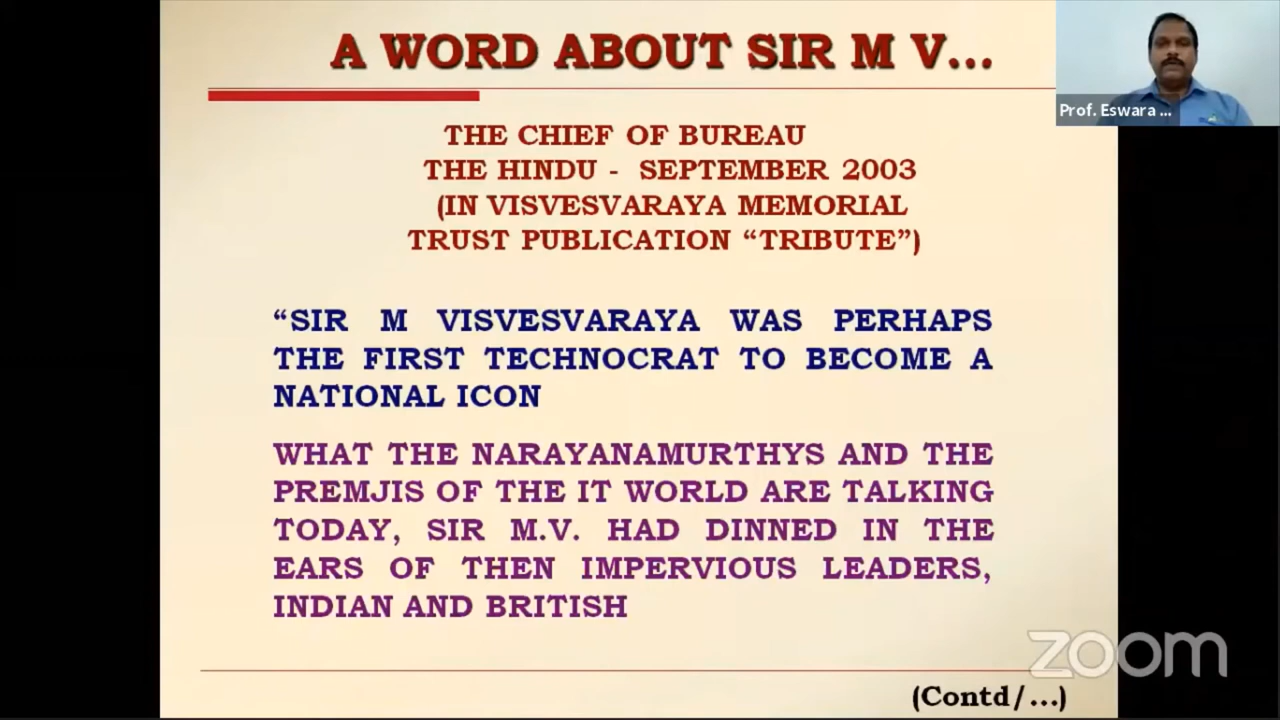 A WORD ABOUT SIR M V...
Prof. Eswara ...
THE CHIEF OF BUREAU
THE HINDU - SEPTEMBER 2003
(IN VISVESVARAYA MEMORIAL
TRUST PUBLICATION “TRIBUTE”)
“SIR M VISVESVARAYA WAS PERHAPS
THE FIRST TECHNOCRAT TO BECOME A
NATIONAL ICON
WHAT THE NARAYANAMURTHYS AND THE
PREMJIS OF THE IT WORLD ARE TALKING
TODAY, SIR M.V. HAD DINNED IN THE
EARS OF THEN IMPERVIOUS LEADERS,
INDIAN AND BRITISH
zoom
(Contd/...)